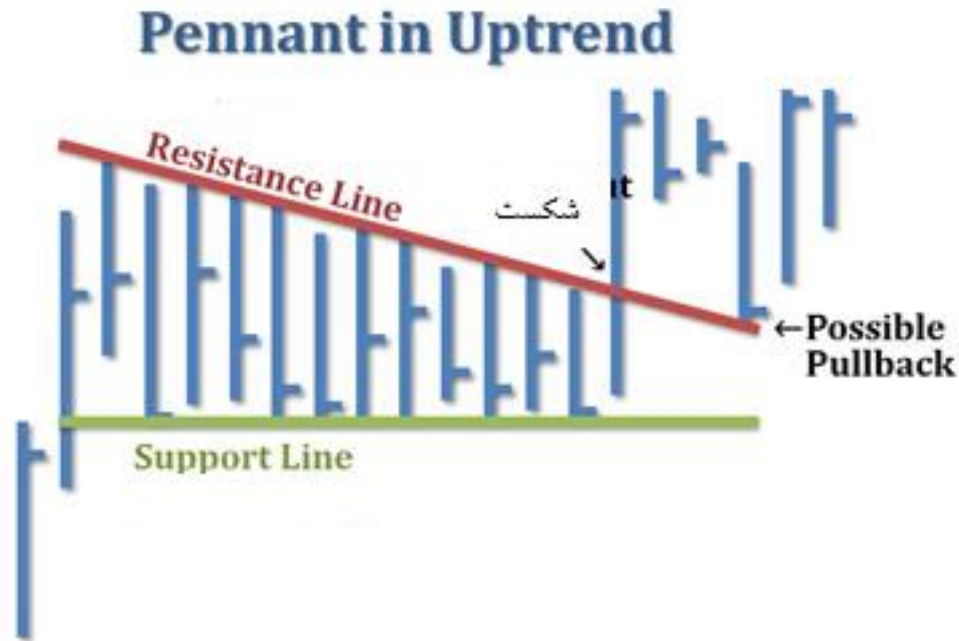 Pennant in Uptrend
Resistance Line
شکست
↘
←Possible
Pullback
Support Line